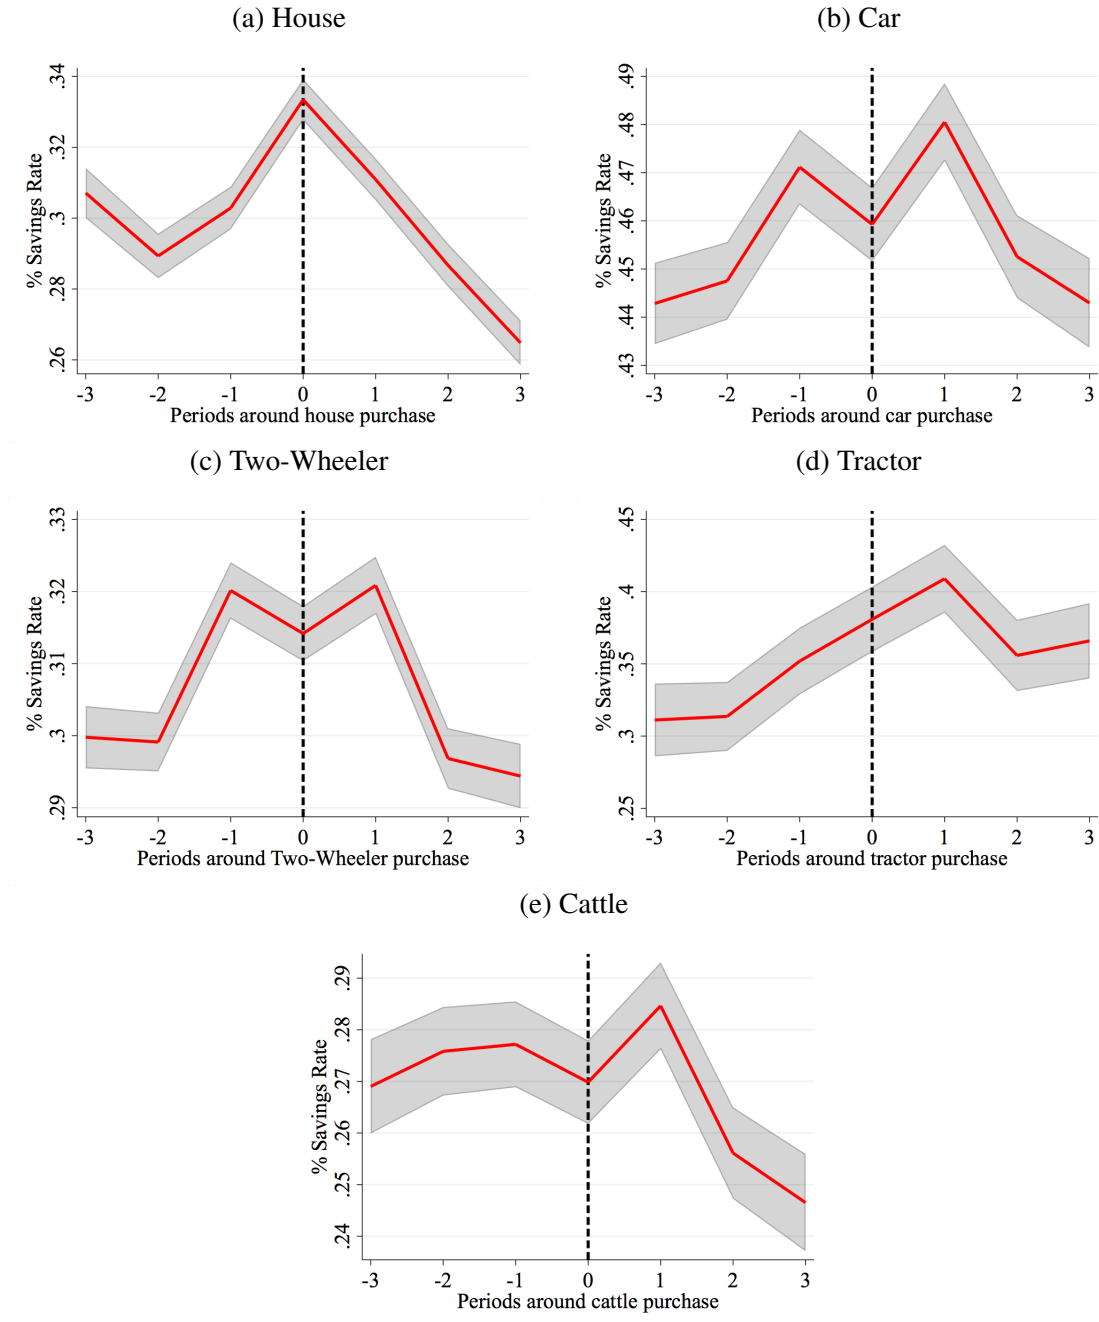 (a) House
% Savings Rate
.34
.32
.3
.28
.26
-3 -2 -1 0 1 2 3
Periods around house purchase
(b) Car
% Savings Rate
.49
.48
.47
.46
.45
.44
.43
-3 -2 -1 0 1 2 3
Periods around car purchase
(c) Two-Wheeler
% Savings Rate
.33
.32
.31
.3
.29
-3 -2 -1 0 1 2 3
Periods around Two-Wheeler purchase
(d) Tractor
% Savings Rate
.45
.4
.35
.3
.25
-3 -2 -1 0 1 2 3
Periods around tractor purchase
(e) Cattle
% Savings Rate
.29
.28
.27
.26
.25
.24
-3 -2 -1 0 1 2 3
Periods around cattle purchase